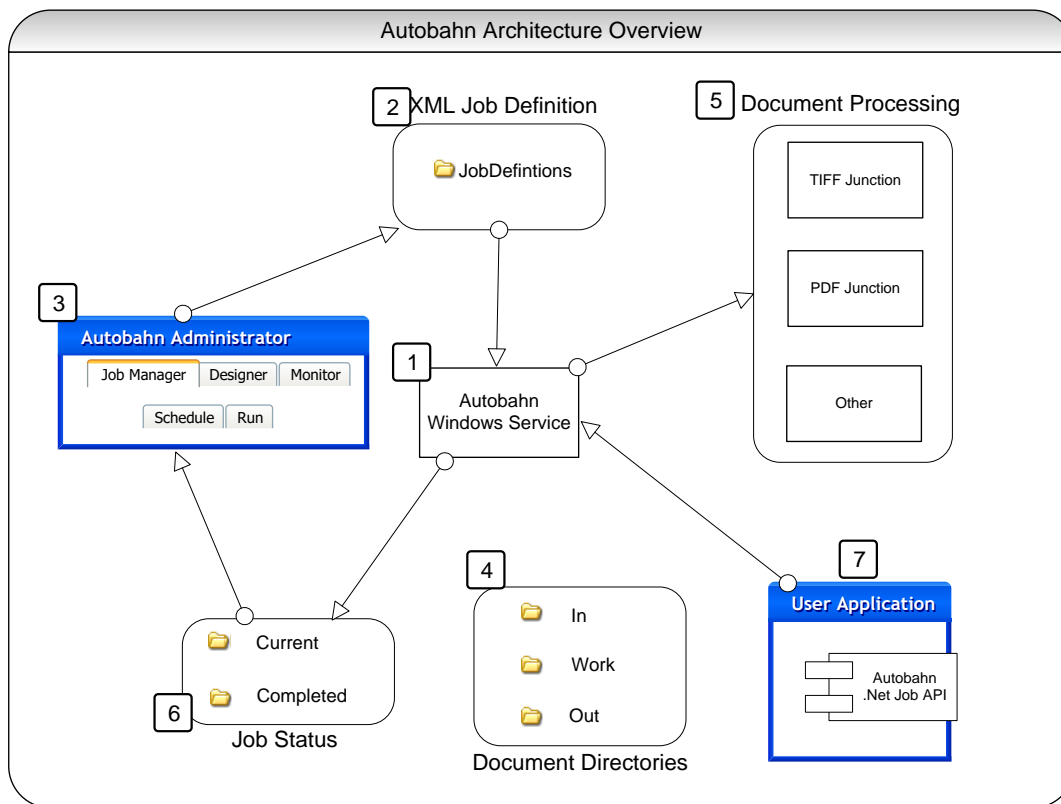 Autobahn Architecture Overview
2
XML Job Definition
JobDefintions
5
Document Processing
TIFF Junction
PDF Junction
Other
3
Autobahn Administrator
Job Manager
Designer
Monitor
Schedule
Run
1
Autobahn
Windows Service
4
In
Work
Out
Document Directories
Current
Completed
6
Job Status
7
User Application
Autobahn
.Net Job API